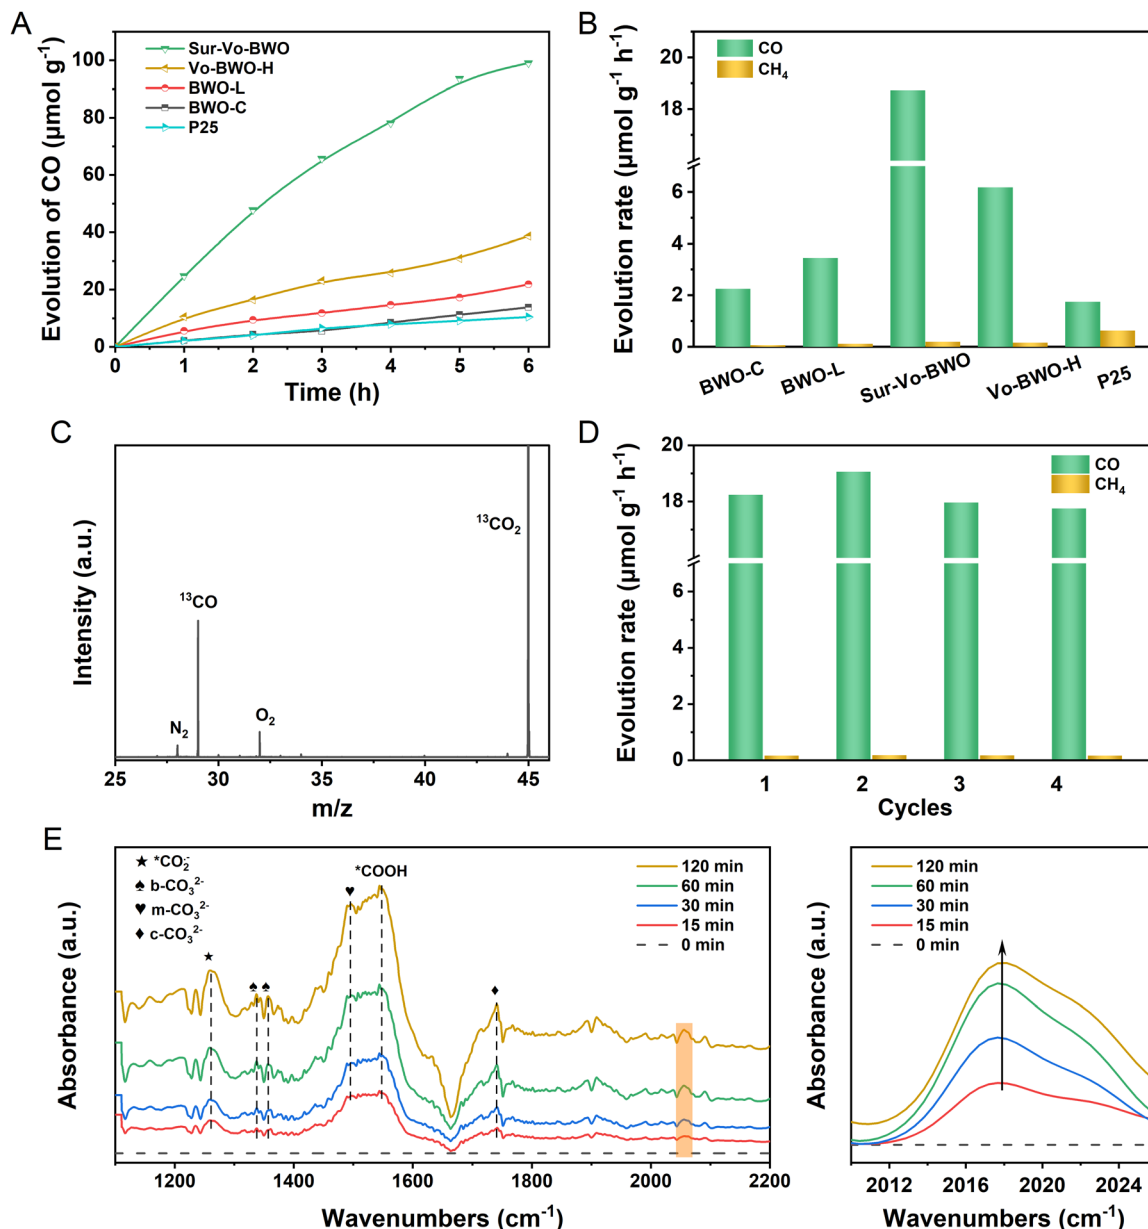 A
Evolution of CO (μmol g⁻¹)
100
80
60
40
20
0
Sur-Vo-BWO
Vo-BWO-H
BWO-L
BWO-C
P25
0 1 2 3 4 5 6
Time (h)
B
Evolution rate (μmol g⁻¹ h⁻¹)
20
18
6
4
2
0
CO
CH₄
BWO-C
BWO-L
Sur-Vo-BWO
Vo-BWO-H
P25
C
Intensity (a.u.)
N₂
¹³CO
O₂
¹³CO₂
25 30 35 40 45
m/z
D
Evolution rate (μmol g⁻¹ h⁻¹)
20
18
6
4
2
0
CO
CH₄
1 2 3 4
Cycles
E
Absorbance (a.u.)
★ *CO₂⁻
♠ b-CO₃²⁻
♥ m-CO₃²⁻
♦ c-CO₃²⁻
*COOH
120 min
60 min
30 min
15 min
0 min
1200 1400 1600 1800 2000 2200
Wavenumbers (cm⁻¹)
Absorbance (a.u.)
120 min
60 min
30 min
15 min
0 min
2012 2016 2020 2024
Wavenumbers (cm⁻¹)